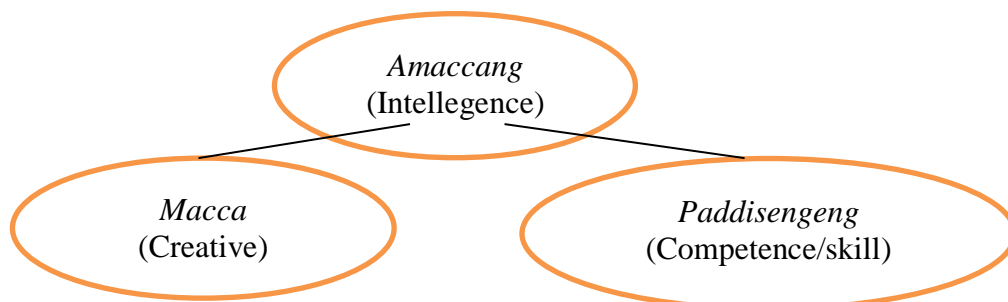 Amaccang
(Intellegence)
Macca
(Creative)
Paddisengeng
(Competence/skill)